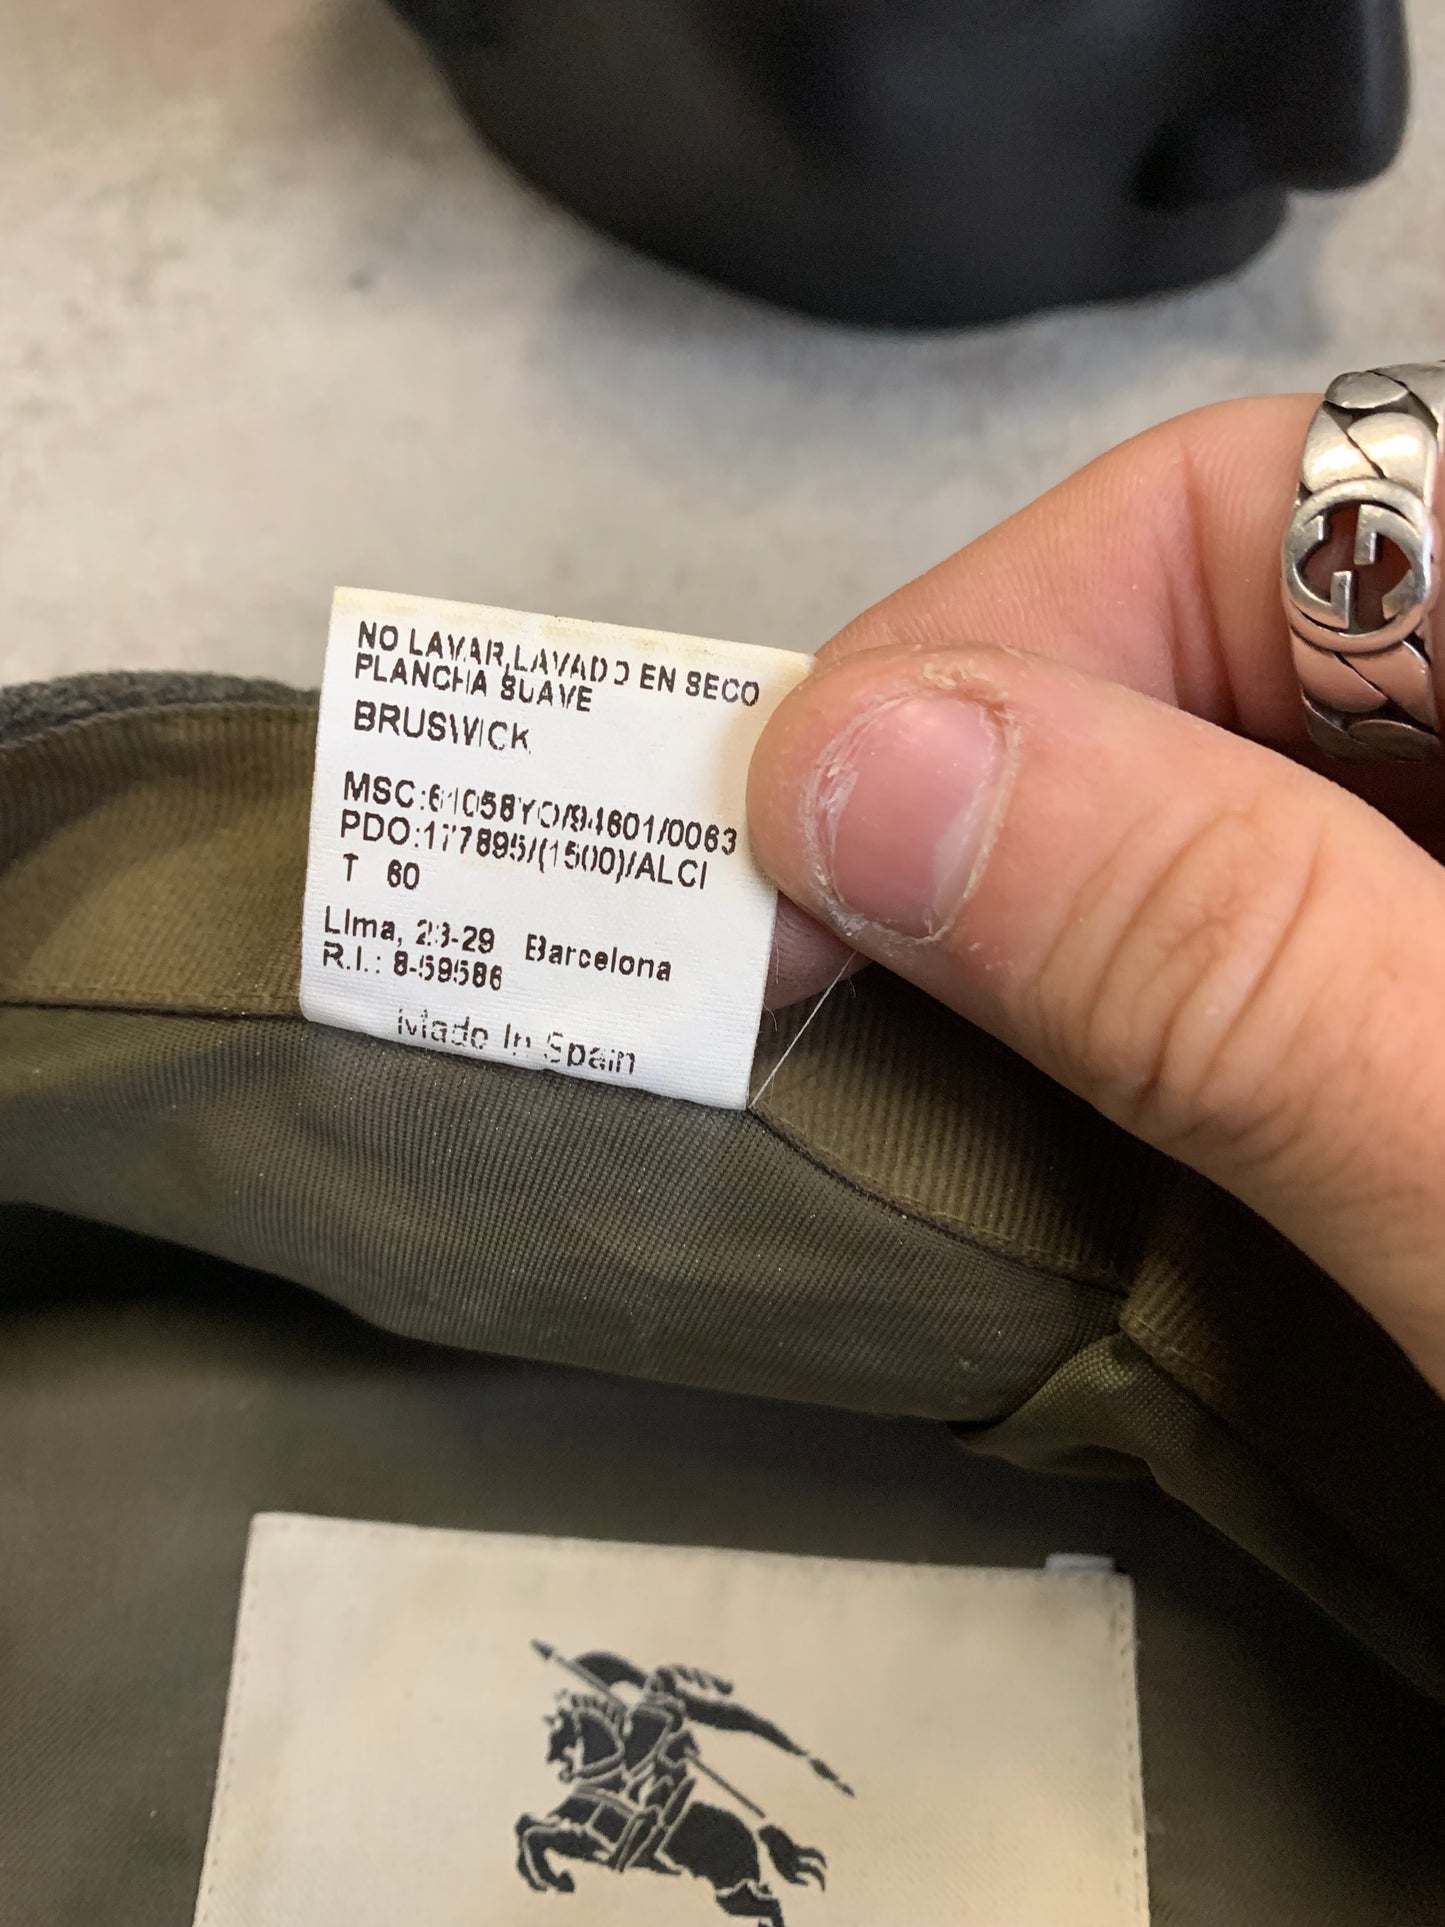 NO LAVAR,LAVADO EN SECO
PLANCHA SUAVE
BRUSWICK
MSC:61058YO/94601/0063
PDO:177895/(1500)/ALCI
T 60
Lima, 23-29 Barcelona
R.I.: 8-59586
Made In Spain